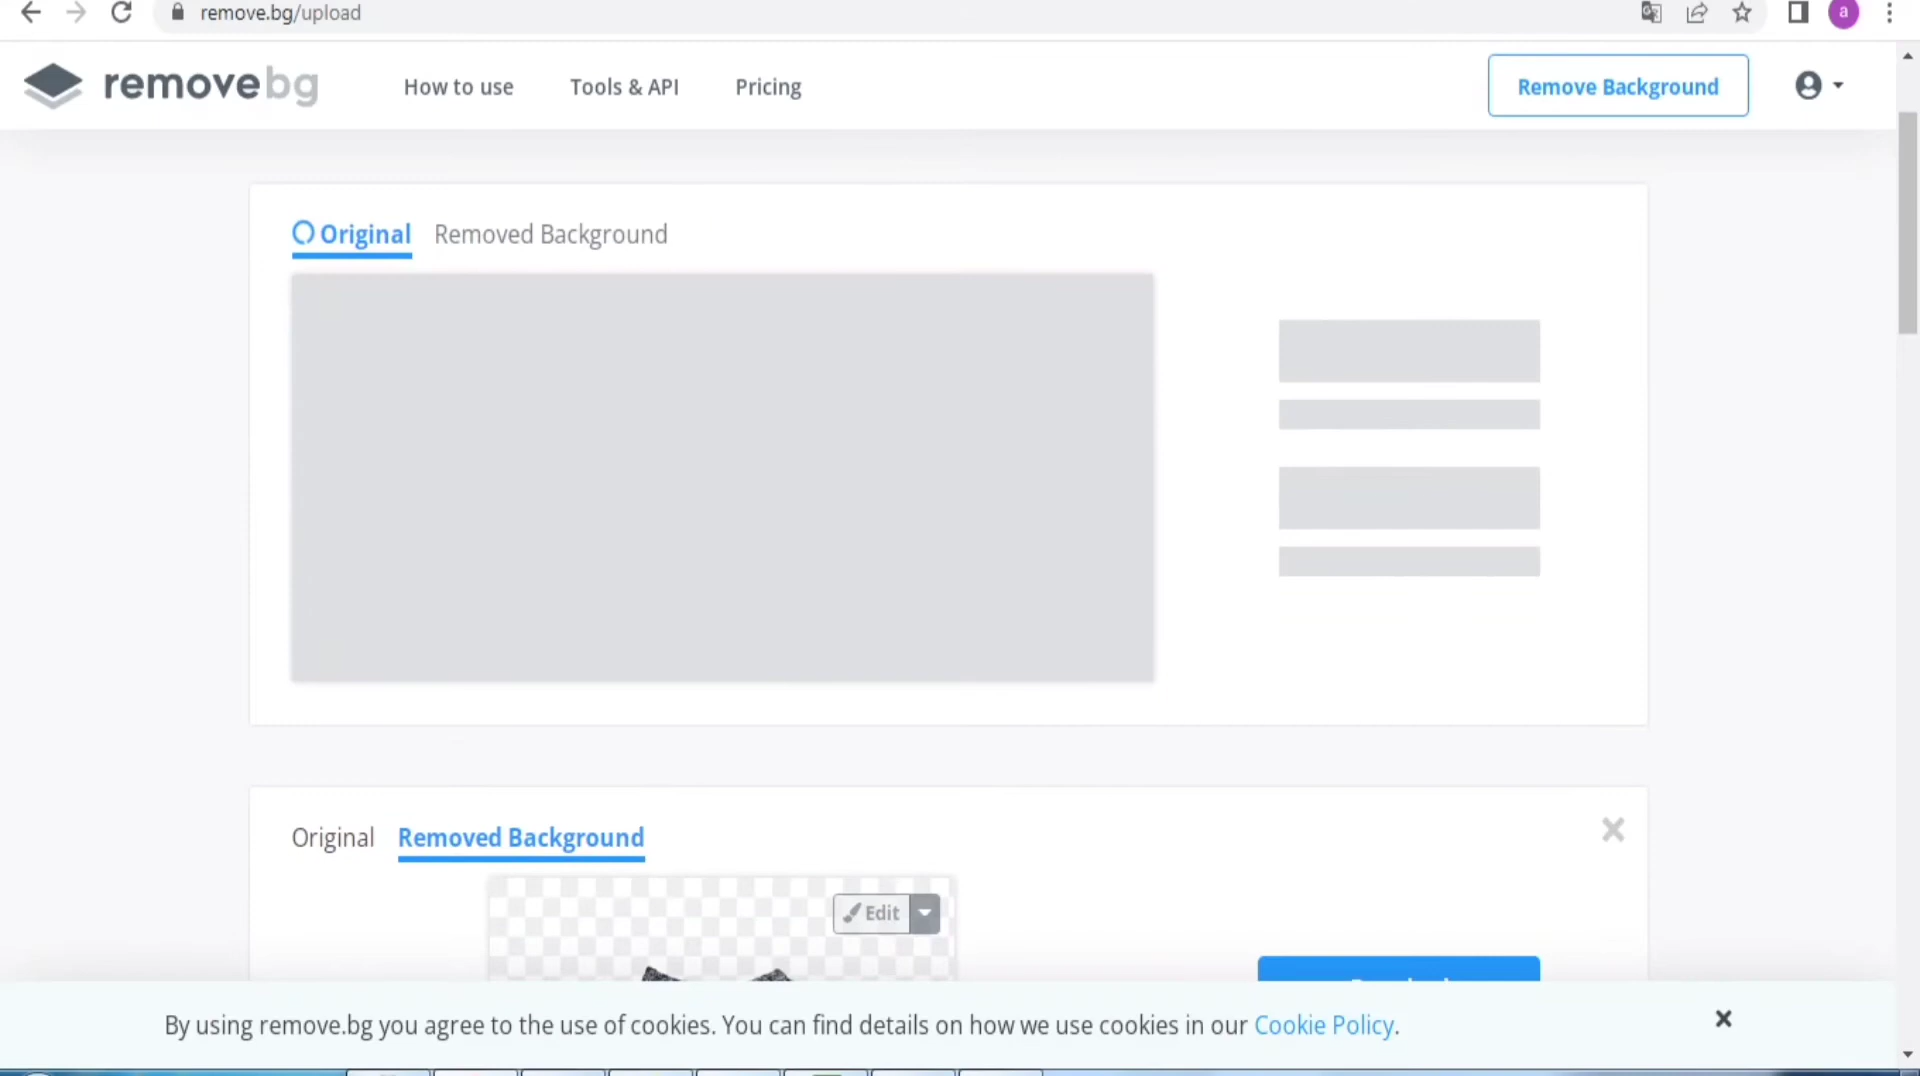 remove.bg/upload
a
removebg
How to use
Tools & API
Pricing
Remove Background
Original
Removed Background
Original
Removed Background
Edit
By using remove.bg you agree to the use of cookies. You can find details on how we use cookies in our Cookie Policy.